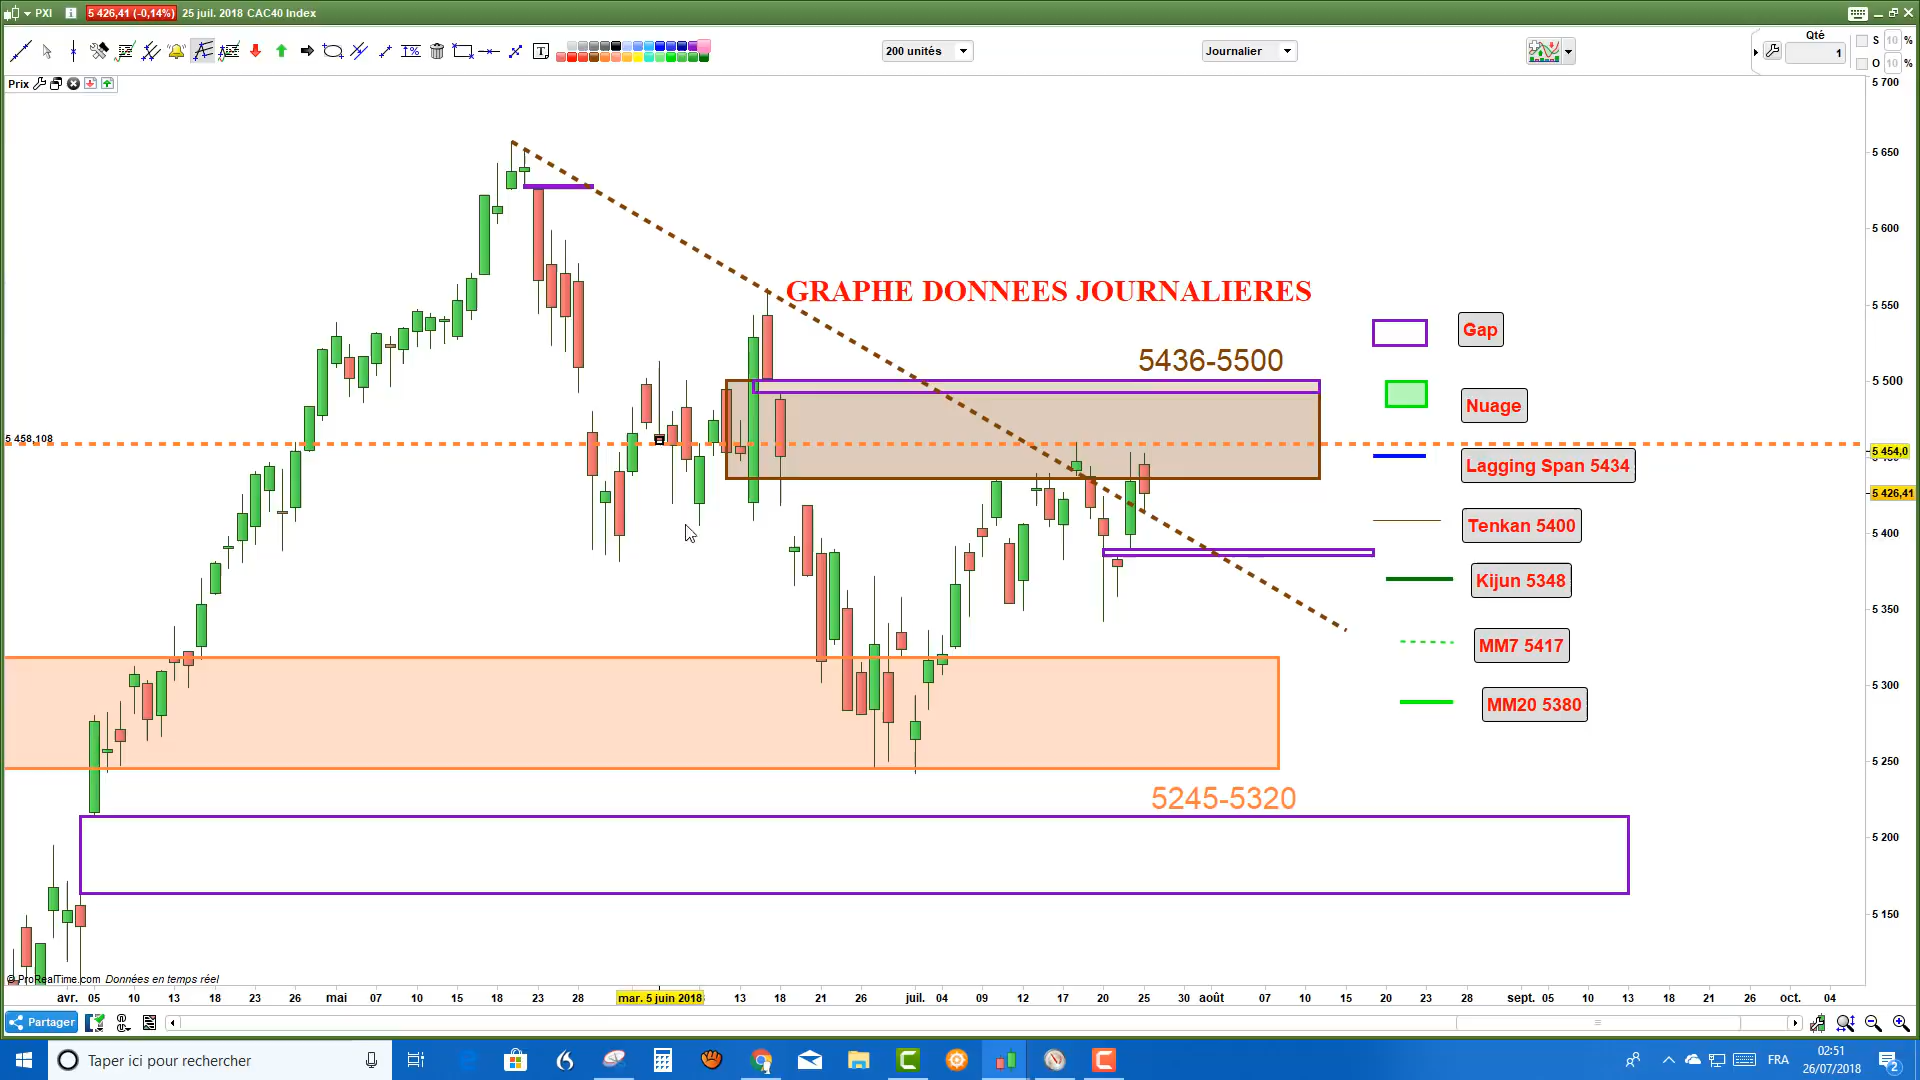 PXI 5 426,41 (-0,14%) 25 juil. 2018 CAC40 Index
200 unités
Journalier
Qté
1
S 10 %
O 10 %
Prix
5 700
5 650
5 600
5 550
5 500
5 454,0
5 426,41
5 400
5 350
5 300
5 250
5 200
5 150
GRAPHE DONNEES JOURNALIERES
5436-5500
5 458,108
5245-5320
Gap
Nuage
Lagging Span 5434
Tenkan 5400
Kijun 5348
MM7 5417
MM20 5380
© ProRealTime.com Données en temps réel
avr. 05 10 13 18 23 26 mai 07 10 15 18 23 28 mar. 5 juin 2018 13 18 21 26 juil. 04 09 12 17 20 25 30 août 07 10 15 20 23 28 sept. 05 10 13 18 21 26 oct. 04
Partager
Taper ici pour rechercher
FRA
02:51
26/07/2018
2